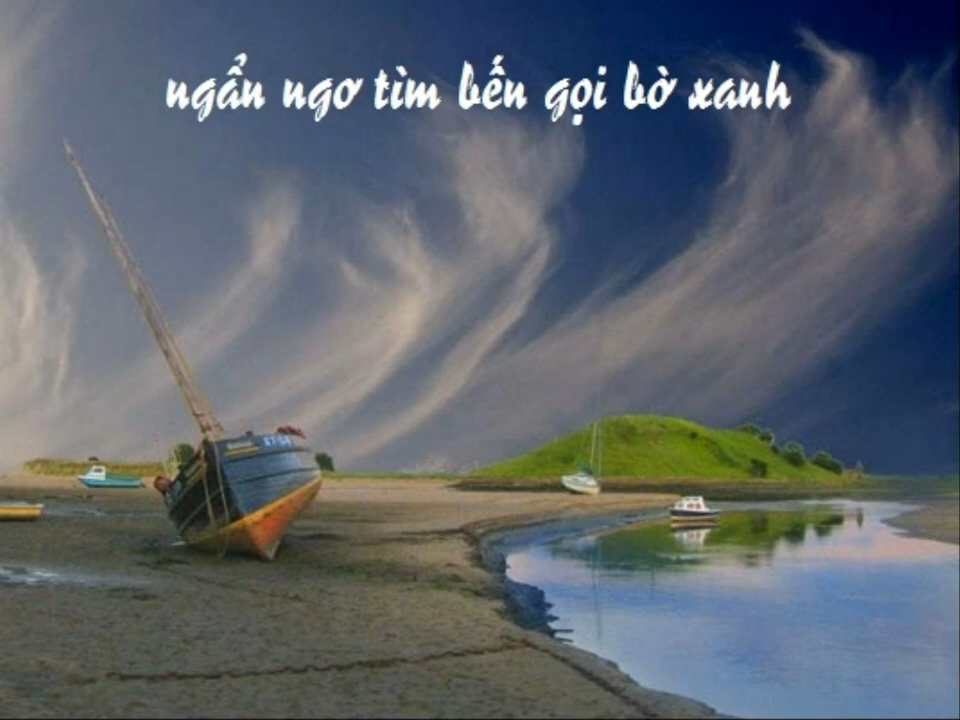 ngẩn ngơ tìm bến gọi bờ xanh